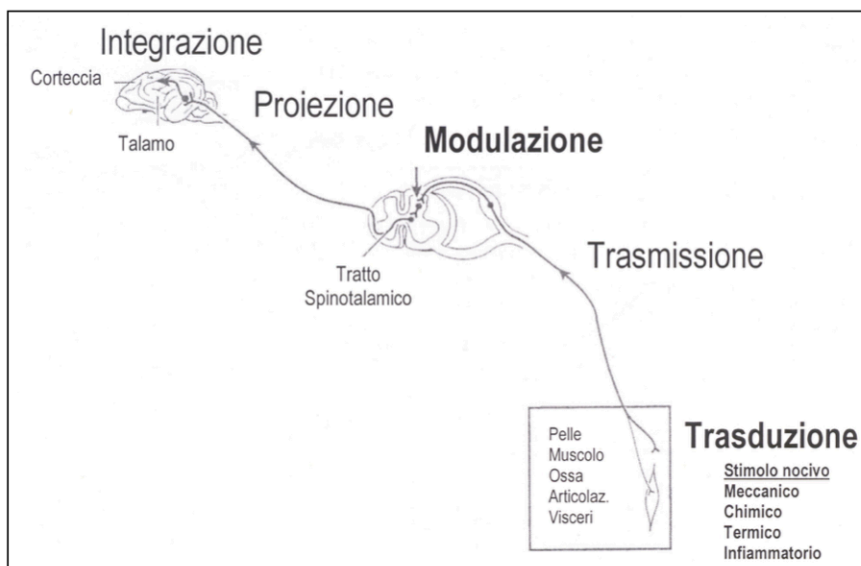 Integrazione
Corteccia
Talamo
Proiezione
Modulazione
Tratto
Spinotalamico
Trasmissione
Pelle
Muscolo
Ossa
Articolaz.
Visceri
Trasduzione
Stimolo nocivo
Meccanico
Chimico
Termico
Infiammatorio